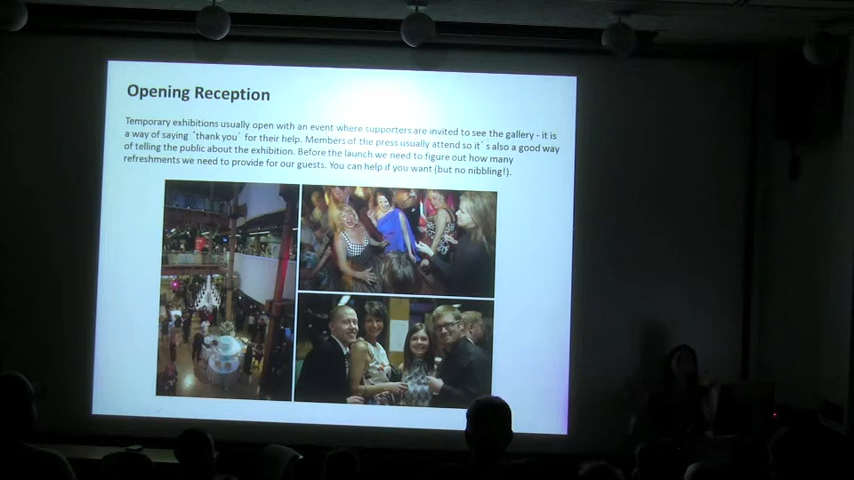 Opening Reception
Temporary exhibitions usually open with an event where supporters are invited to see the gallery - it is
a way of saying ‘thank you’ for their help. Members of the press usually attend so it’s also a good way
of telling the public about the exhibition. Before the launch we need to figure out how many
refreshments we need to provide for our guests. You can help if you want (but no nibbling!).